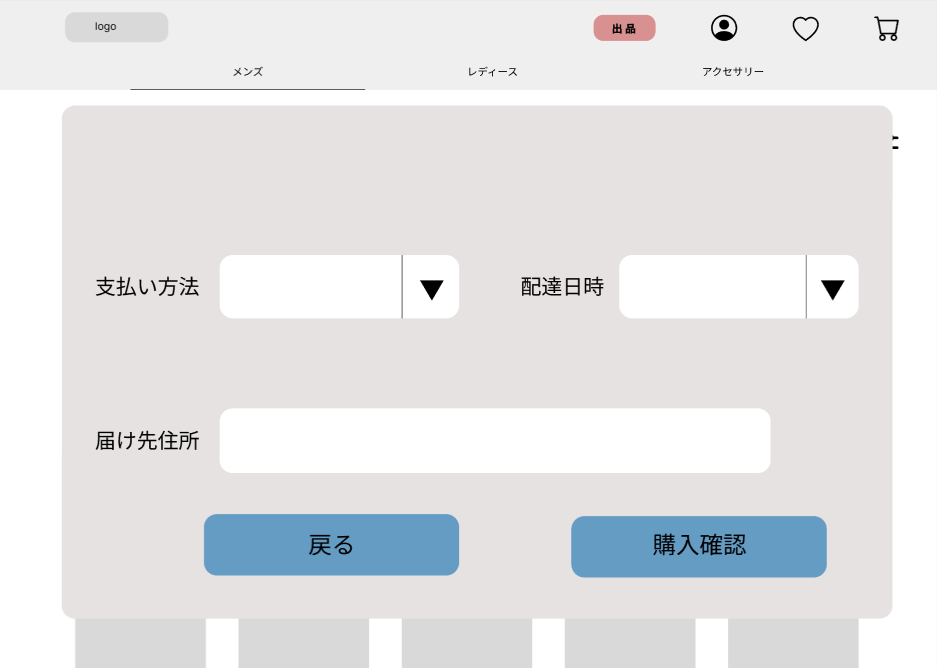 logo
出品
メンズ
レディース
アクセサリー
支払い方法
配達日時
届け先住所
戻る
購入確認